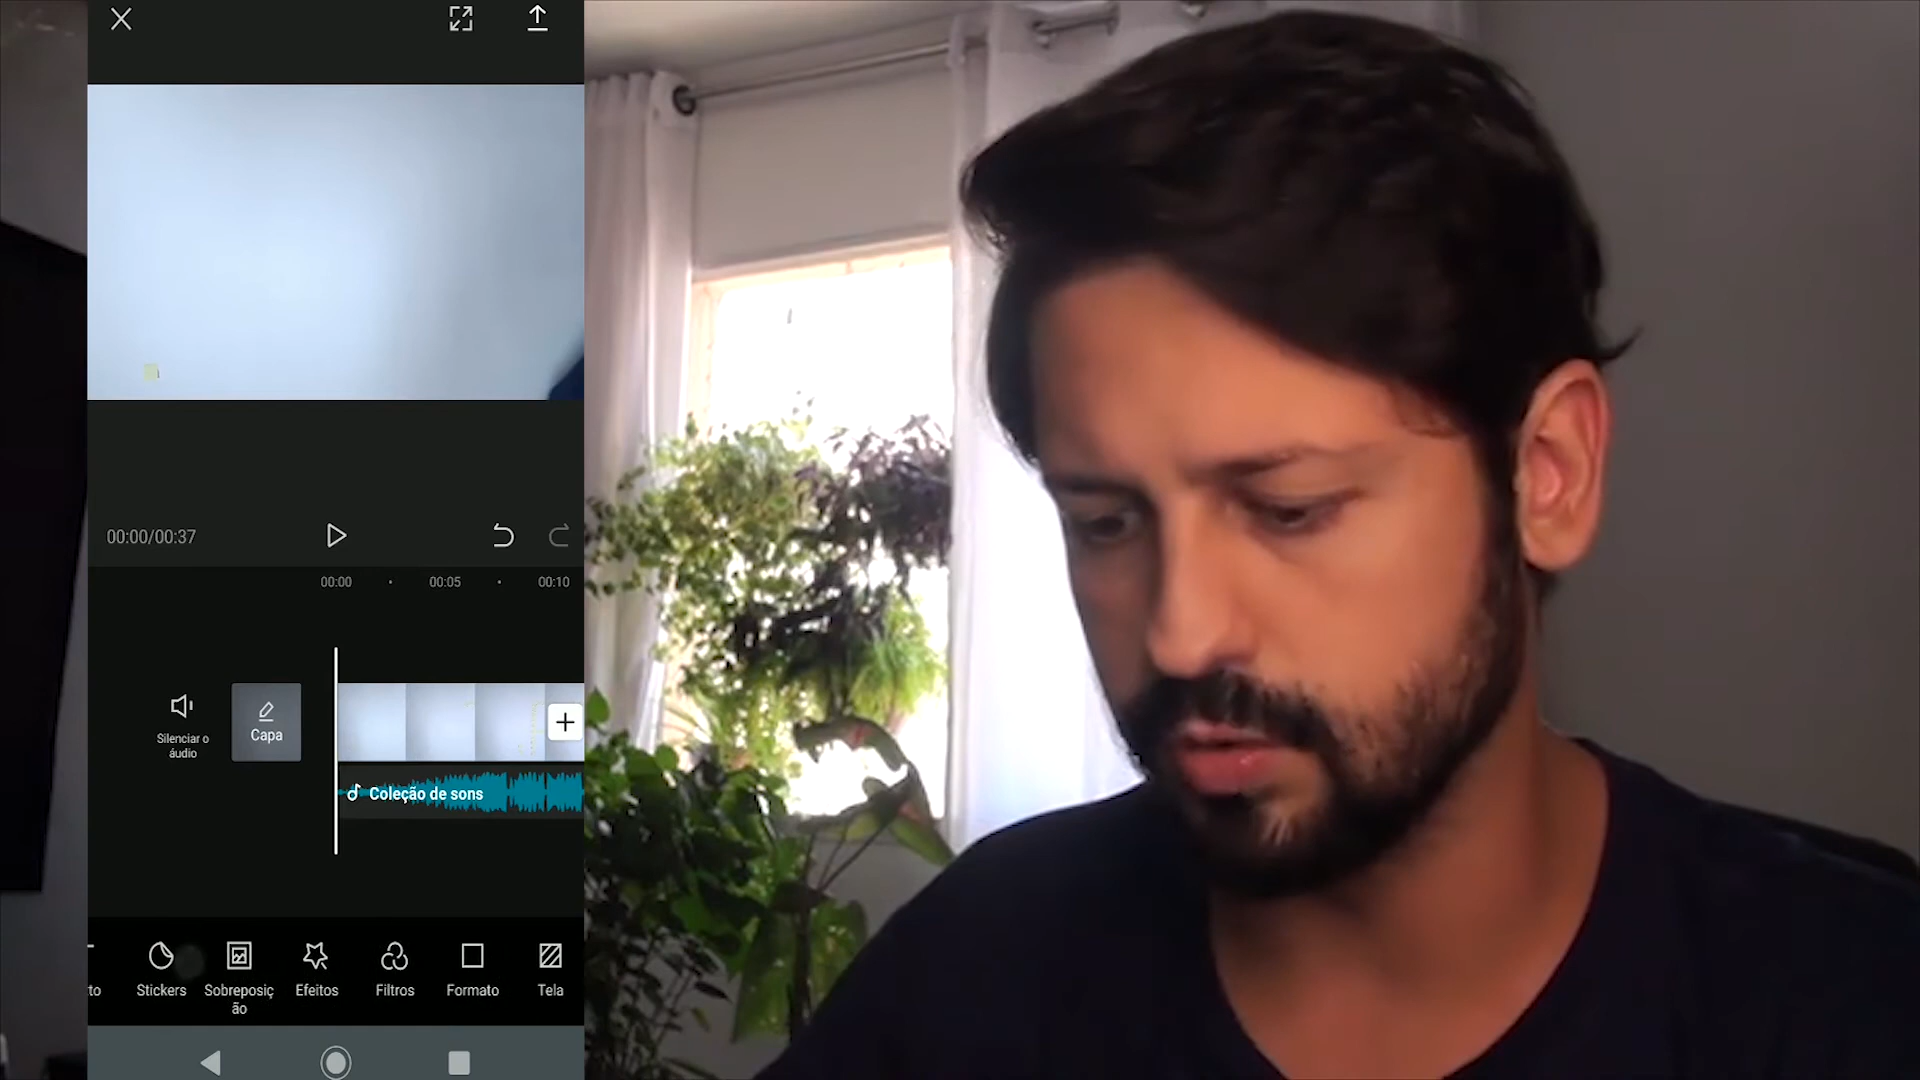 00:00/00:37
00:00
00:05
00:10
Silenciar o
áudio
Capa
Coleção de sons
to
Stickers
Sobreposiç
ão
Efeitos
Filtros
Formato
Tela